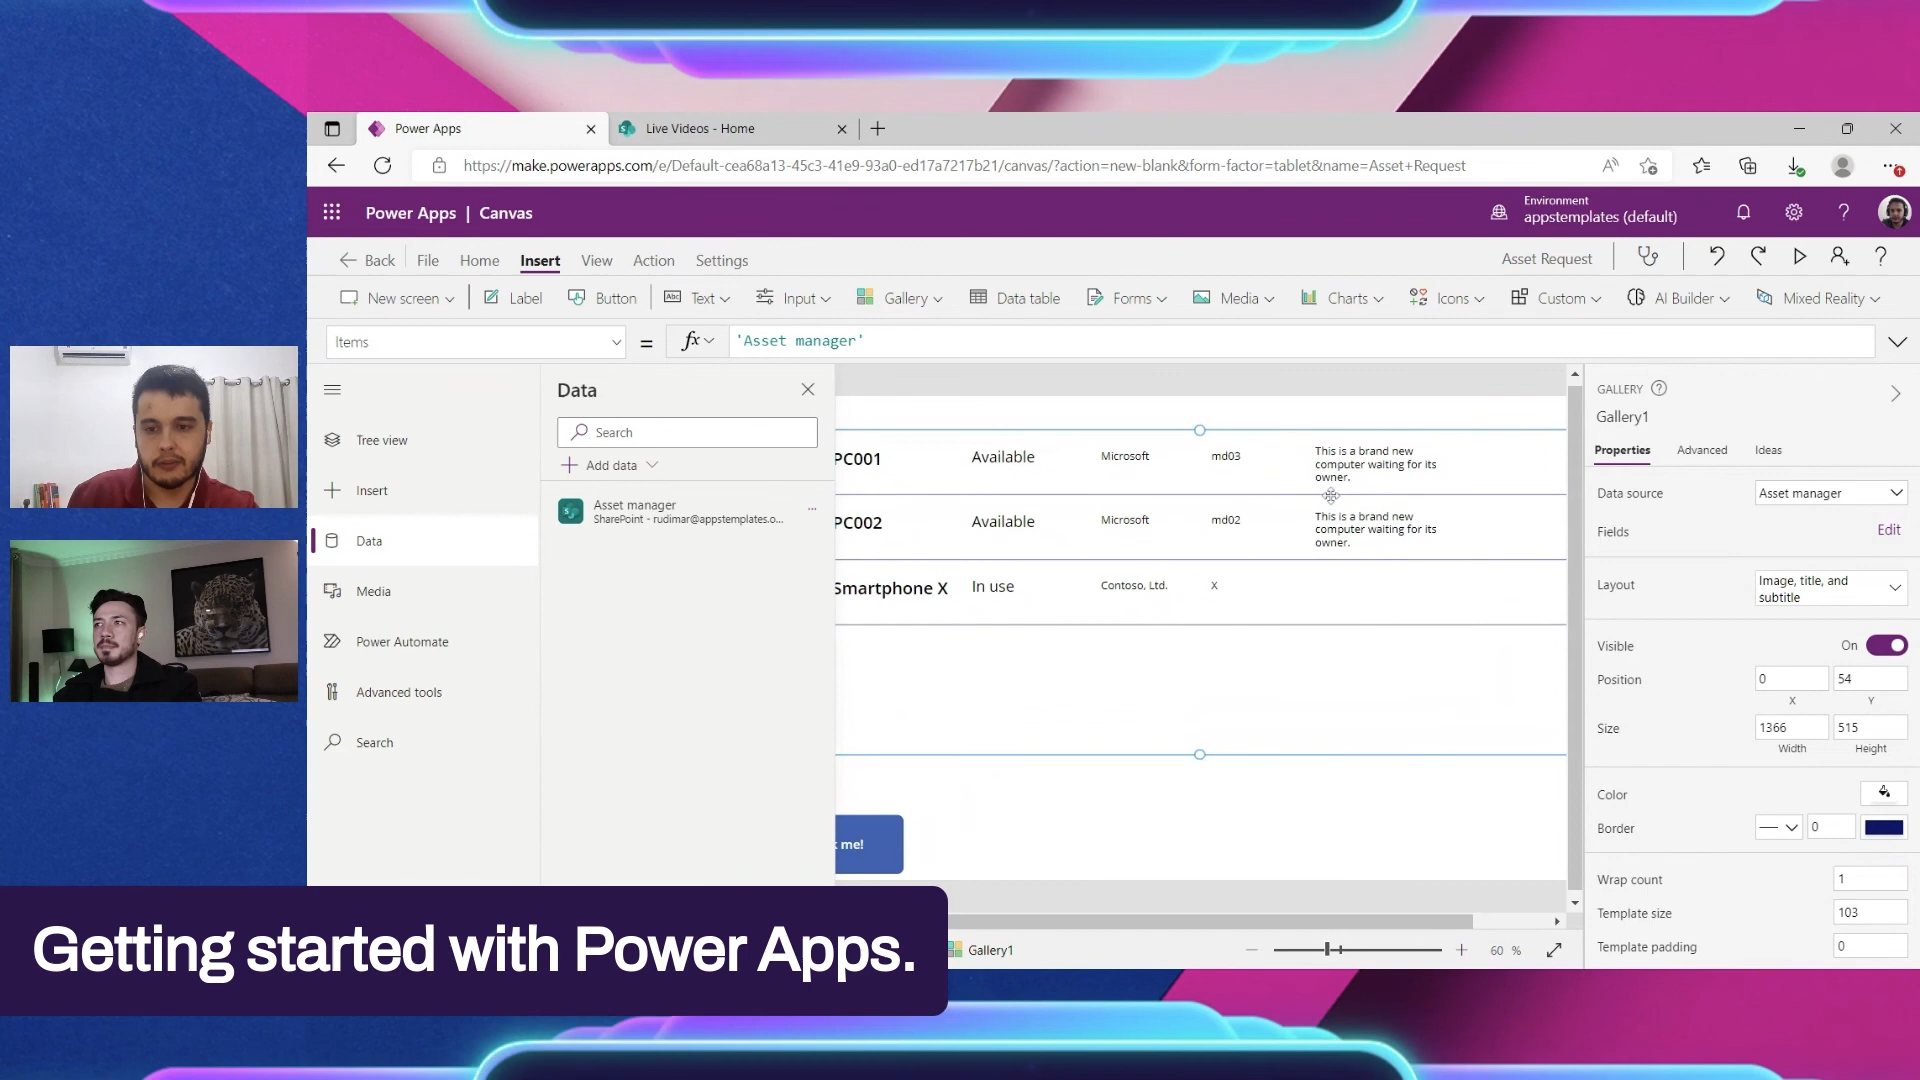 Power Apps
Live Videos - Home
https://make.powerapps.com/e/Default-cea68a13-45c3-41e9-93a0-ed17a7217b21/canvas/?action=new-blank&form-factor=tablet&name=Asset+Request
Power Apps | Canvas
Environment
appstemplates (default)
Back File Home Insert View Action Settings
Asset Request
New screen Label Button Text Input Gallery Data table Forms Media Charts Icons Custom AI Builder Mixed Reality
Items = fx 'Asset manager'
Tree view
Insert
Data
Media
Power Automate
Advanced tools
Search
Data
Search
Add data
Asset manager
SharePoint - rudimar@appstemplates.o...
PC001 Available Microsoft md03
This is a brand new
computer waiting for its
owner.
PC002 Available Microsoft md02
This is a brand new
computer waiting for its
owner.
Smartphone X In use Contoso, Ltd. X
me!
Gallery1
60 %
GALLERY
Gallery1
Properties Advanced Ideas
Data source Asset manager
Fields Edit
Layout Image, title, and
subtitle
Visible On
Position 0 54
X Y
Size 1366 515
Width Height
Color
Border 0
Wrap count 1
Template size 103
Template padding 0
Getting started with Power Apps.